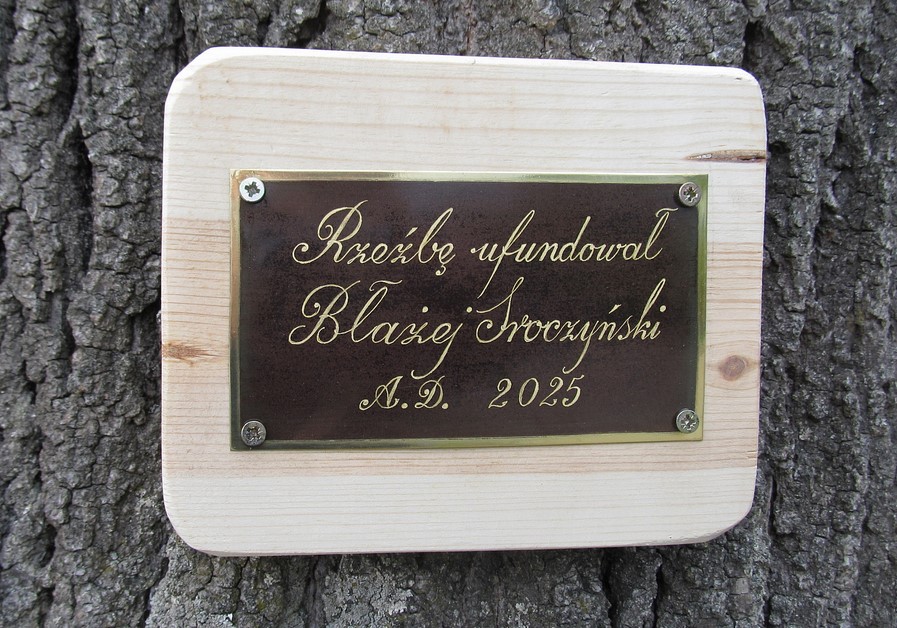 Rzeźbę ufundował
Błażej Sroczyński
A.D. 2025